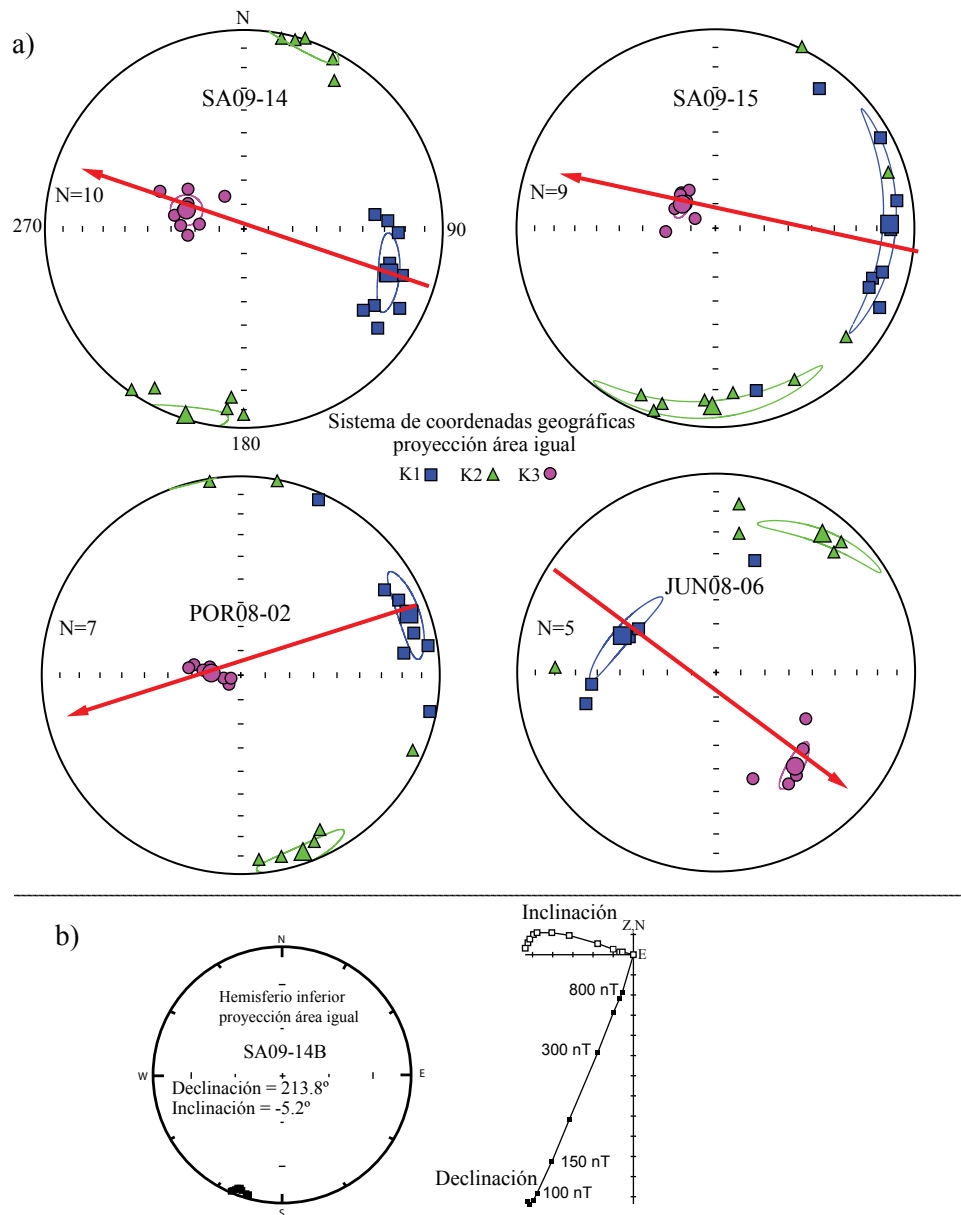 a)
N
SA09-14
N=10
270
90
180
SA09-15
N=9
Sistema de coordenadas geográficas
proyección área igual
K1 K2 K3
POR08-02
N=7
JUN08-06
N=5
b)
N
Hemisferio inferior
proyección área igual
SA09-14B
W
E
Declinación = 213.8º
Inclinación = -5.2º
S
Inclinación
Z,N
E
800 nT
300 nT
150 nT
Declinación
100 nT